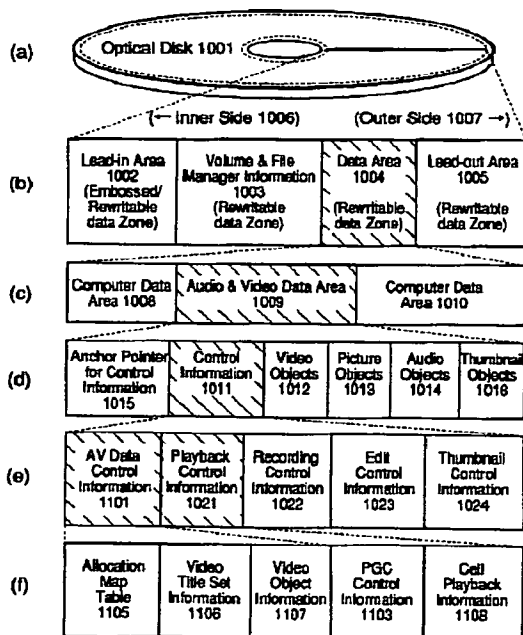 (a)
Optical Disk 1001
(← Inner Side 1006)
(Outer Side 1007 →)
(b)
Lead-in Area
1002
(Embossed/
Rewritable
data Zone)
Volume & File
Manager Information
1003
(Rewritable
data Zone)
Data Area
1004
(Rewritable
data Zone)
Lead-out Area
1005
(Rewritable
data Zone)
(c)
Computer Data
Area 1008
Audio & Video Data Area
1009
Computer Data
Area 1010
(d)
Anchor Pointer
for Control
Information
1015
Control
Information
1011
Video
Objects
1012
Picture
Objects
1013
Audio
Objects
1014
Thumbnail
Objects
1016
(e)
AV Data
Control
Information
1101
Playback
Control
Information
1021
Recording
Control
Information
1022
Edit
Control
Information
1023
Thumbnail
Control
Information
1024
(f)
Allocation
Map
Table
1105
Video
Title Set
Information
1106
Video
Object
Information
1107
PGC
Control
Information
1103
Cell
Playback
Information
1108